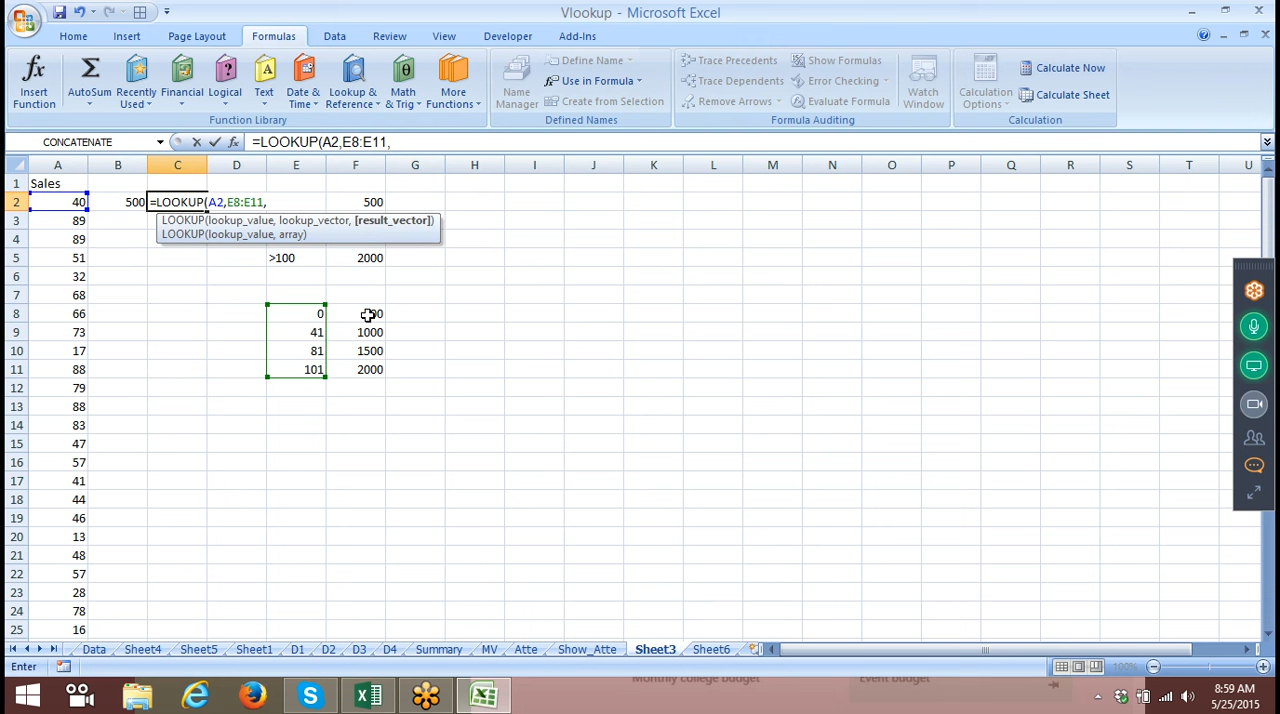 Vlookup - Microsoft Excel
Home Insert Page Layout Formulas Data Review View Developer Add-Ins
Insert Function
AutoSum
Recently Used
Financial
Logical
Text
Date & Time
Lookup & Reference
Math & Trig
More Functions
Function Library
Name Manager
Define Name
Use in Formula
Create from Selection
Defined Names
Trace Precedents
Trace Dependents
Remove Arrows
Show Formulas
Error Checking
Evaluate Formula
Formula Auditing
Watch Window
Calculation Options
Calculate Now
Calculate Sheet
Calculation
CONCATENATE =LOOKUP(A2,E8:E11,
A B C D E F G H I J K L M N O P Q R S T U
1 Sales
2 40 500 =LOOKUP(A2,E8:E11, 500
LOOKUP(lookup_value, lookup_vector, [result_vector])
LOOKUP(lookup_value, array)
3 89
4 89
5 51 >100 2000
6 32
7 68
8 66 0
9 73 41 1000
10 17 81 1500
11 88 101 2000
12 79
13 88
14 83
15 47
16 57
17 41
18 44
19 46
20 13
21 48
22 57
23 28
24 78
25 16
Data Sheet4 Sheet5 Sheet1 D1 D2 D3 D4 Summary MV Atte Show_Atte Sheet3 Sheet6
Enter 100%
Monthly college budget Event budget
8:59 AM
5/25/2015